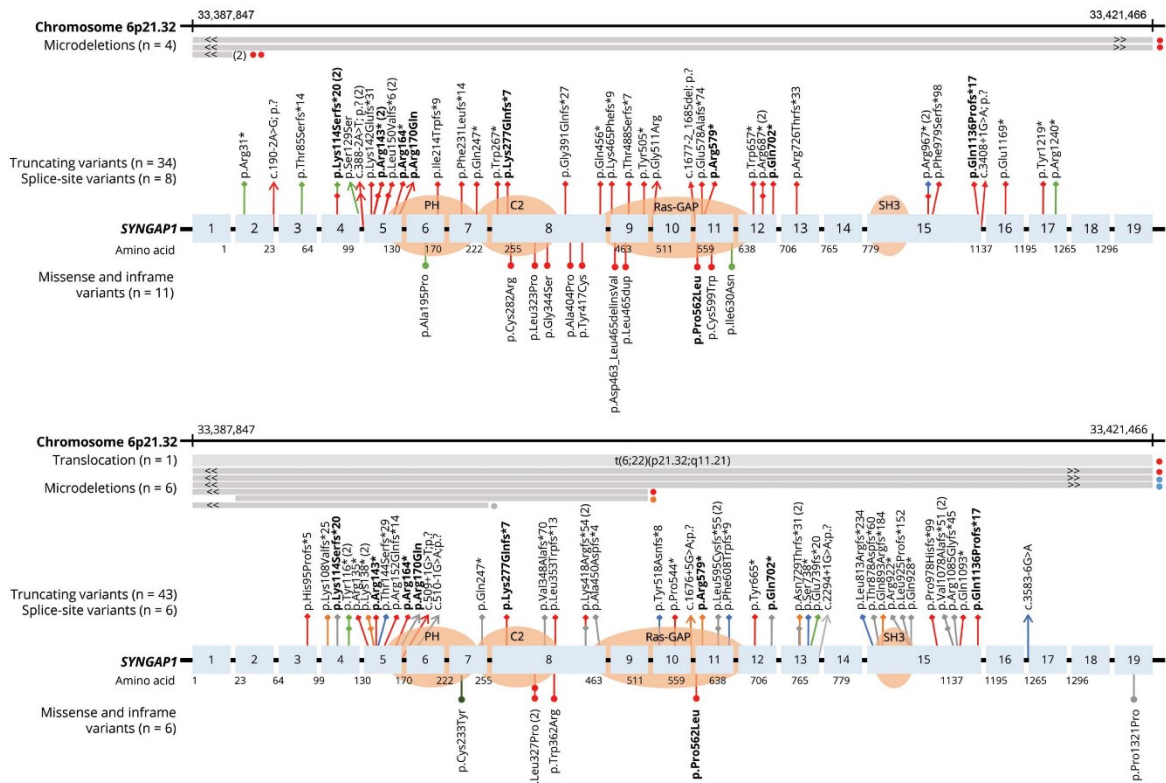 33,387,847
33,421,466
Chromosome 6p21.32
Microdeletions (n = 4)
<<
>>
<<
>>
<<
(2)
Truncating variants = 34)
Splice-site variants (n = 8)
p.Arg31*
c.190-2A>G; p.?
p.Thr85Serfs*14
p.Lys114Serfs*20 (2)
p.Ser129Ser
c.388-2A>T; p.? (2)
p.Lys142Glufs*31
p.Arg143* (2)
p.Leu150Valfs*6 (2)
p.Arg164*
p.Arg170Gln
p.Ile214Trpfs*9
p.Phe231Leufs*14
p.Gln247*
p.Trp267*
p.Lys277Glnfs*7
p.Gly391Glnfs*27
p.Gln456*
p.Lys465Phefs*9
p.Thr488Serfs*7
p.Tyr505*
p.Gly511Arg
c.1677-2_1685del; p.?
p.Glu578Alafs*74
p.Arg579*
p.Trp657*
p.Arg687* (2)
p.Gln702*
p.Arg726Thrfs*33
p.Arg967* (2)
p.Phe979Serfs*98
p.Gln1136Profs*17
c.3408+1G>A; p.?
p.Glu1169*
p.Tyr1219*
p.Arg1240*
PH
C2
Ras-GAP
SH3
SYNGAP1
1 2 3 4 5 6 7 8 9 10 11 12 13 14 15 16 17 18 19
Amino acid
1 23 64 99 130 170 222 255 463 511 559 638 706 765 779 1137 1195 1265 1296
Missense and inframe
variants = 11)
p.Ala195Pro
p.Cys282Arg
p.Leu323Pro
p.Gly344Ser
p.Ala404Pro
p.Tyr417Cys
p.Asp463_Leu465delinsVal
p.Leu465dup
p.Pro562Leu
p.Cys599Trp
p.Ile630Asn
33,387,847
33,421,466
Chromosome 6p21.32
Translocation (n = 1)
t(6;22)(p21.32;q11.21)
<<
>>
Microdeletions (n = 6)
<<
>>
<<
>>
<<
<<
Truncating variants = 43)
Splice-site variants (n = 6)
p.His95Profs*5
p.Lys108Valfs*25
p.Lys114Serfs*20
p.Tyr116* (2)
p.Arg135*
p.Lys138* (2)
p.Arg143*
p.Thr144Serfs*29
p.Arg152Glnfs*14
p.Arg164*
p.Arg170Gln
c.509+1G>T;p.?
c.510-1G>A;p.?
p.Gln247*
p.Lys277Glnfs*7
p.Val348Alafs*70
p.Leu353Trpfs*13
p.Lys418Argfs*54 (2)
p.Ala450Aspfs*4
p.Tyr518Asnfs*8
p.Pro544*
c.1676+5G>A;p.?
p.Arg579*
p.Leu595Cysfs*55 (2)
p.Phe608Trpfs*9
p.Tyr665*
p.Gln702*
p.Asn729Thrfs*31 (2)
p.Ser738*
p.Glu739fs*20
c.2294+1G>A;p.?
p.Leu813Argfs*234
p.Thr878Aspfs*60
p.Gln893Argfs*184
p.Arg922*
p.Leu925Profs*152
p.Gln928*
p.Pro978Hisfs*99
p.Val1078Alafs*51 (2)
p.Arg1085Glyfs*45
p.Gln1093*
p.Gln1136Profs*17
c.3583-6G>A
PH
C2
Ras-GAP
SH3
SYNGAP1
1 2 3 4 5 6 7 8 9 10 11 12 13 14 15 16 17 18 19
Amino acid
1 23 64 99 130 170 222 255 463 511 559 638 706 765 779 1137 1195 1265 1296
Missense and inframe
variants (n = 6)
p.Cys233Tyr
p.Leu327Pro (2)
p.Trp362Arg
p.Pro562Leu
p.Pro1321Pro